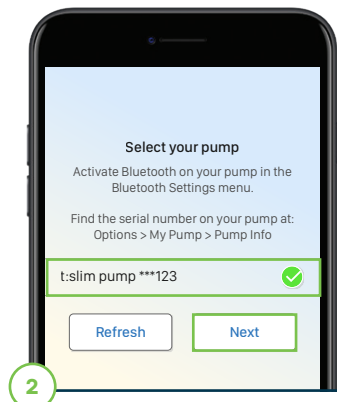 Select your pump
Activate Bluetooth on your pump in the
Bluetooth Settings menu.
Find the serial number on your pump at:
Options > My Pump > Pump Info
t:slim pump ***123
Refresh
Next
2